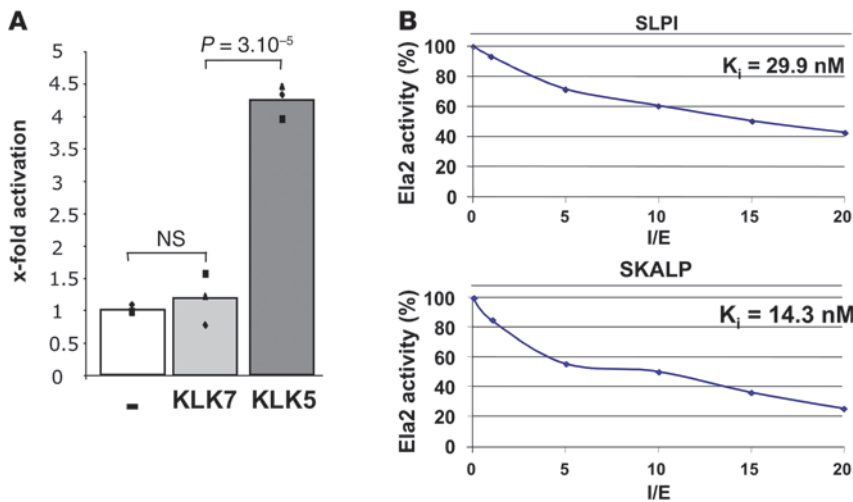 A
P = 3.10⁻⁵
NS
x-fold activation
5
4.5
4
3.5
3
2.5
2
1.5
1
0.5
0
-
KLK7
KLK5
B
SLPI
Kᵢ = 29.9 nM
Ela2 activity (%)
100
80
60
40
20
0
0
5
10
15
20
I/E
SKALP
Kᵢ = 14.3 nM
Ela2 activity (%)
100
80
60
40
20
0
0
5
10
15
20
I/E